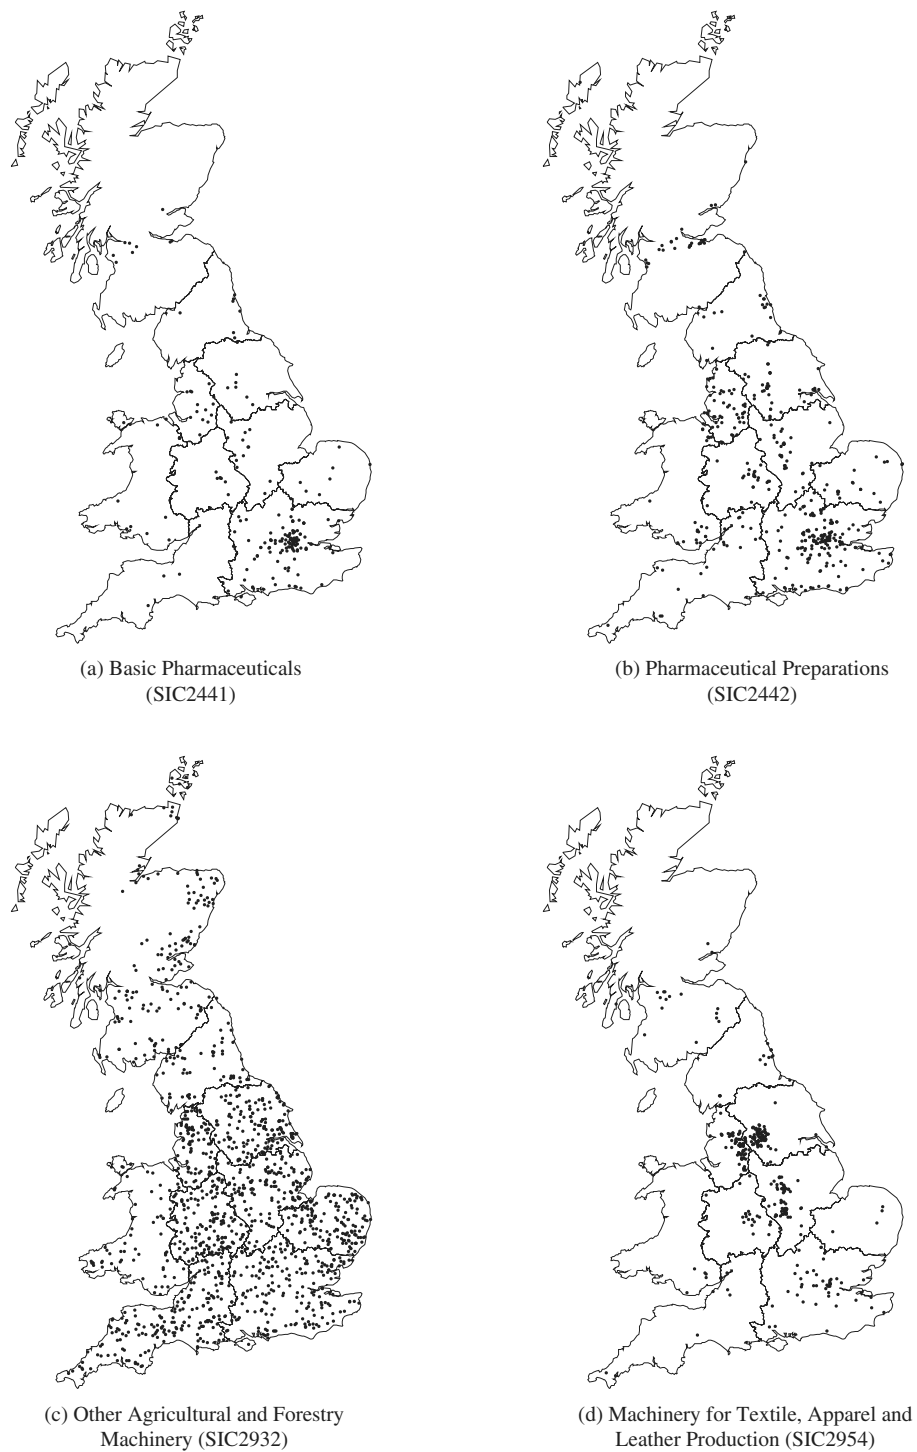 (a) Basic Pharmaceuticals
(SIC2441)
(b) Pharmaceutical Preparations
(SIC2442)
(c) Other Agricultural and Forestry
Machinery (SIC2932)
(d) Machinery for Textile, Apparel and
Leather Production (SIC2954)